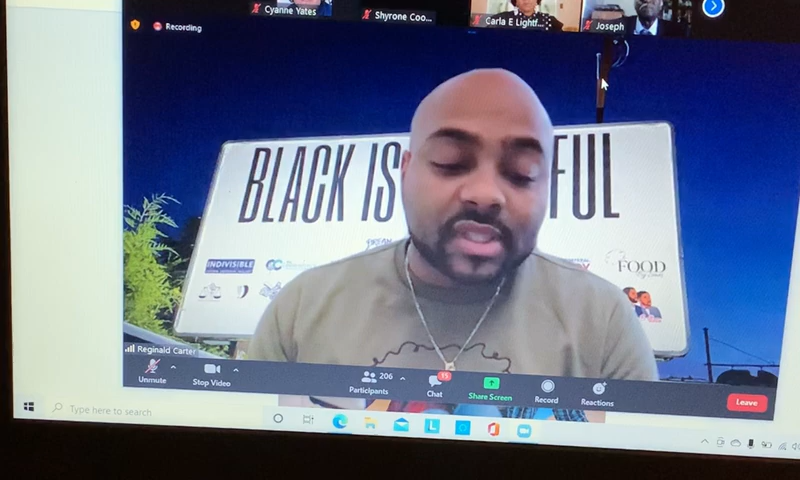 Cyanne Yates
Shyrone Coo...
Carla E Lightf...
Joseph
Recording
BLACK IS FUL
INDIVISIBLE
FOOD
Reginald Carter
Unmute
Stop Video
206
Participants
15
Chat
Share Screen
Record
Reactions
Leave
Type here to search